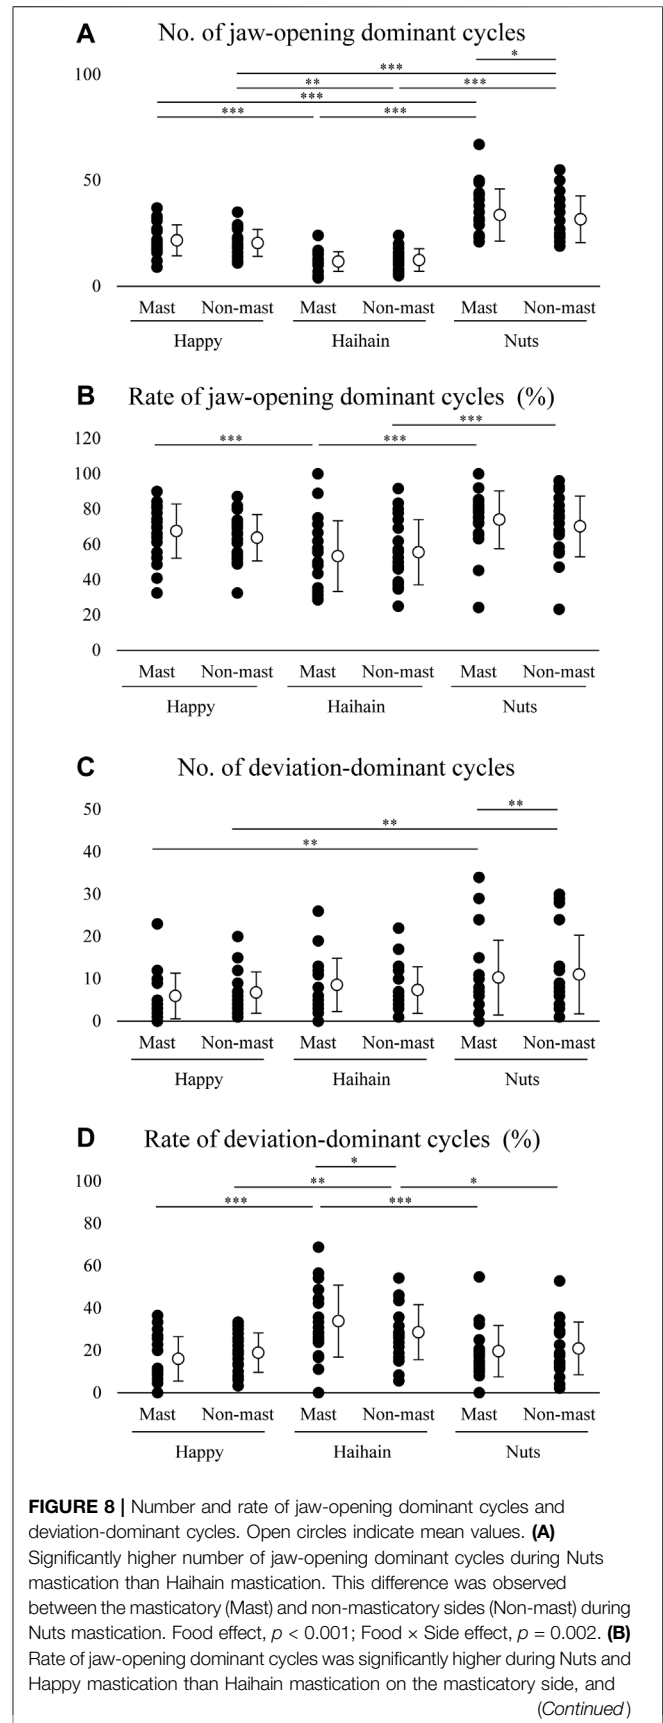 A No. of jaw-opening dominant cycles
*
***
** ***
***
*** ***
100
50
0
Mast Non-mast Mast Non-mast Mast Non-mast
Happy Haihain Nuts
B Rate of jaw-opening dominant cycles (%)
***
*** ***
120
100
80
60
40
20
0
Mast Non-mast Mast Non-mast Mast Non-mast
Happy Haihain Nuts
C No. of deviation-dominant cycles
**
**
**
50
40
30
20
10
0
Mast Non-mast Mast Non-mast Mast Non-mast
Happy Haihain Nuts
D Rate of deviation-dominant cycles (%)
*
** *
*** ***
100
80
60
40
20
0
Mast Non-mast Mast Non-mast Mast Non-mast
Happy Haihain Nuts
FIGURE 8 | Number and rate of jaw-opening dominant cycles and
deviation-dominant cycles. Open circles indicate mean values. (A)
Significantly higher number of jaw-opening dominant cycles during Nuts
mastication than Haihain mastication. This difference was observed
between the masticatory (Mast) and non-masticatory sides (Non-mast) during
Nuts mastication. Food effect, p < 0.001; Food × Side effect, p = 0.002. (B)
Rate of jaw-opening dominant cycles was significantly higher during Nuts and
Happy mastication than Haihain mastication on the masticatory side, and
(Continued)